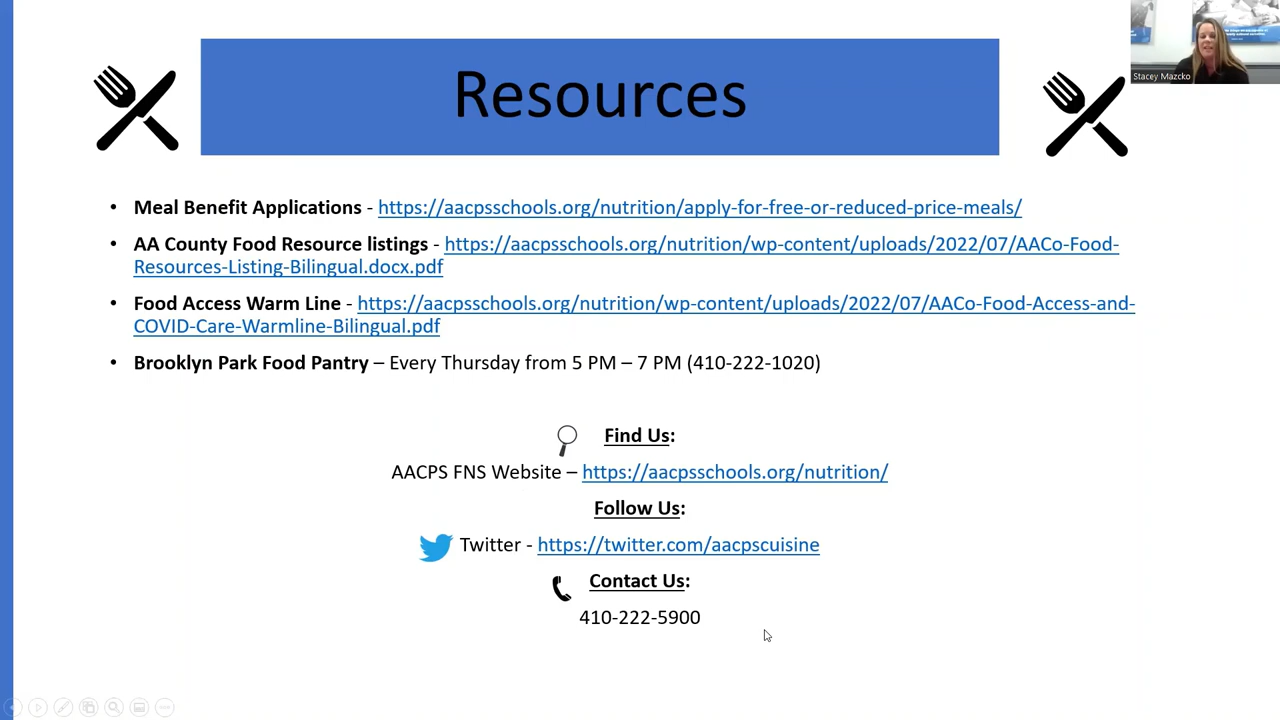 Resources
Stacey Mazcko
• Meal Benefit Applications - https://aacpsschools.org/nutrition/apply-for-free-or-reduced-price-meals/
• AA County Food Resource listings - https://aacpsschools.org/nutrition/wp-content/uploads/2022/07/AACo-Food-
Resources-Listing-Bilingual.docx.pdf
• Food Access Warm Line - https://aacpsschools.org/nutrition/wp-content/uploads/2022/07/AACo-Food-Access-and-
COVID-Care-Warmline-Bilingual.pdf
• Brooklyn Park Food Pantry – Every Thursday from 5 PM – 7 PM (410-222-1020)
Find Us:
AACPS FNS Website – https://aacpsschools.org/nutrition/
Follow Us:
Twitter - https://twitter.com/aacpscuisine
Contact Us:
410-222-5900